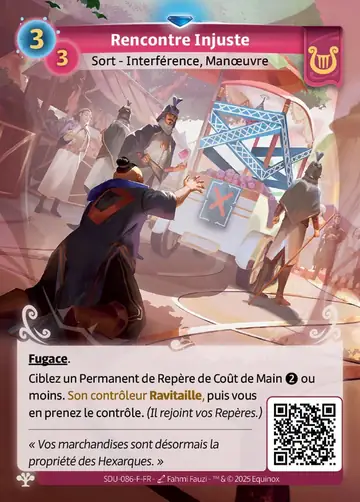 3
Rencontre Injuste
3
Sort - Interférence, Manœuvre
Fugace.
Ciblez un Permanent de Repère de Coût de Main 2 ou
moins. Son contrôleur Ravitaille, puis vous
en prenez le contrôle. (Il rejoint vos Repères.)
« Vos marchandises sont désormais la
propriété des Hexarques. »
SDU-086-F-FR - Fahmi Fauzi - ™ & © 2025 Equinox